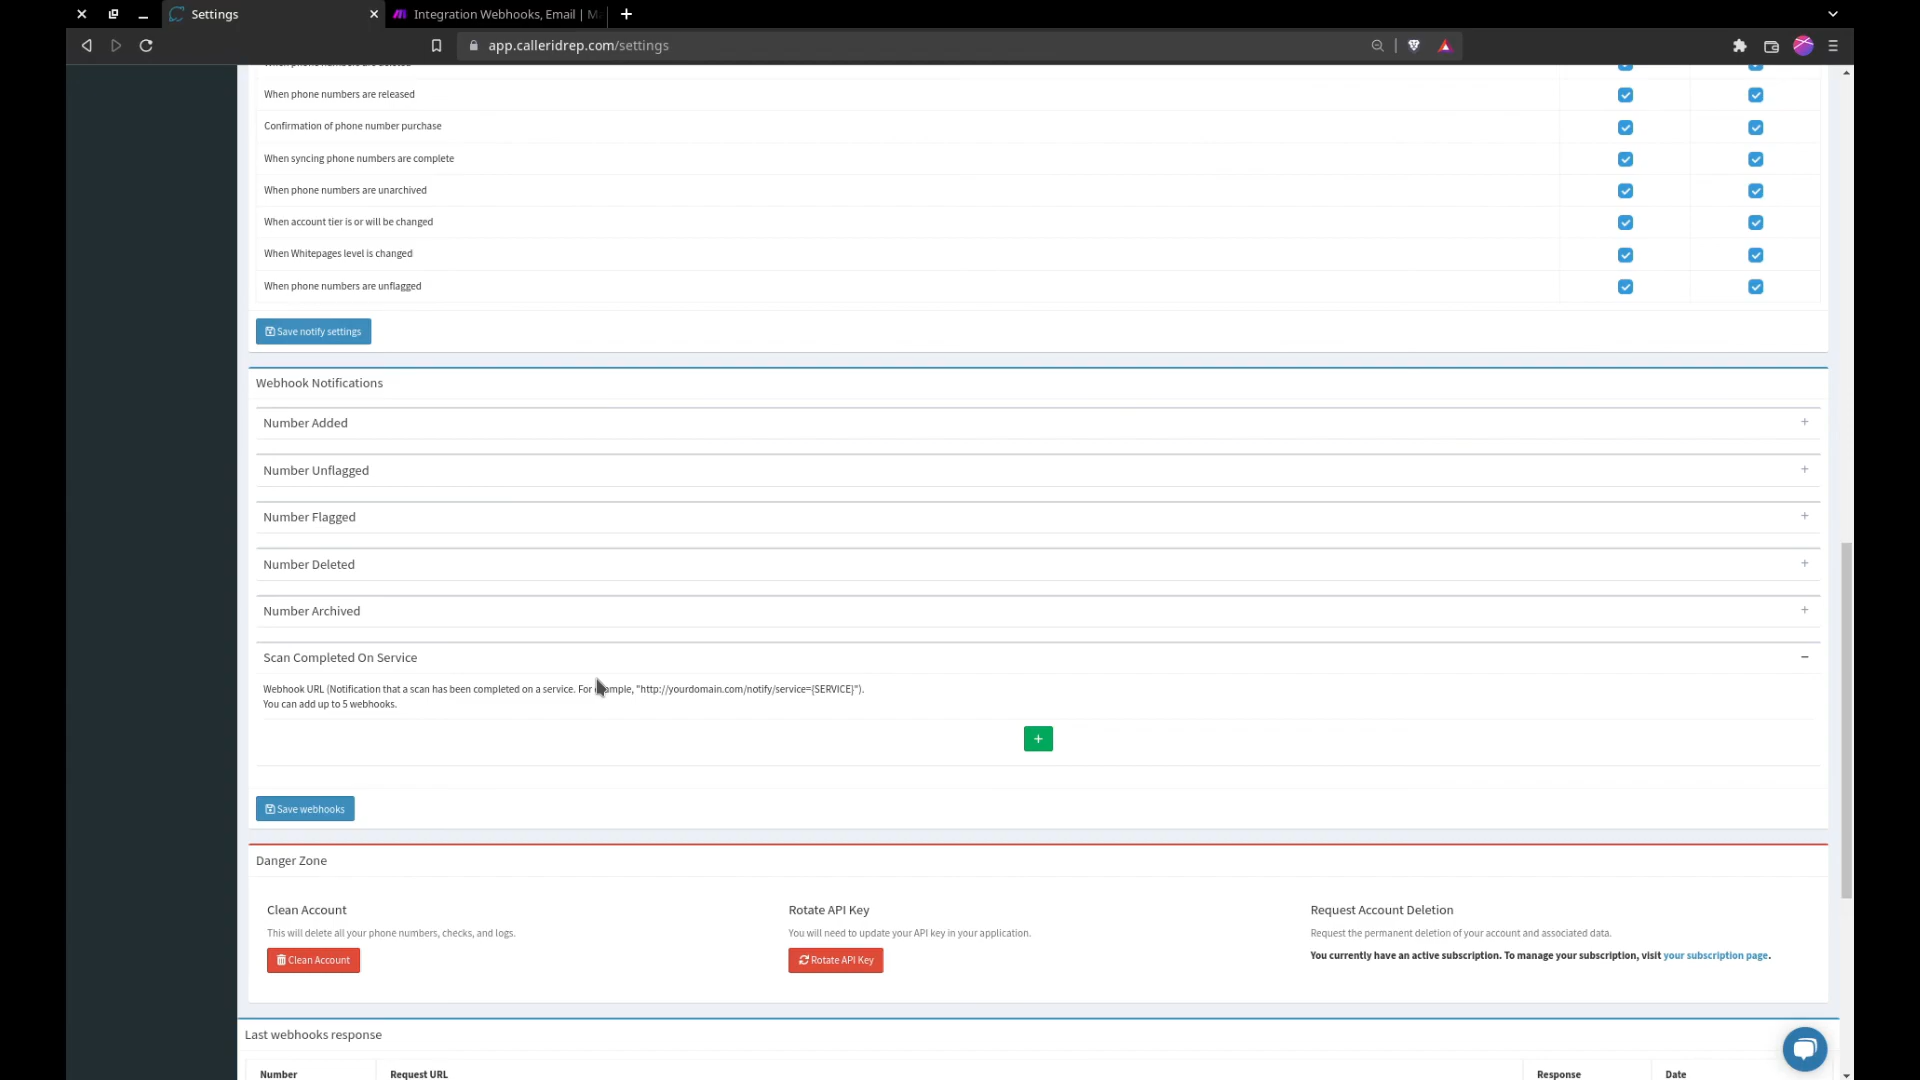 Settings
Integration Webhooks, Email | M
app.calleridrep.com/settings
When phone numbers are deleted
When phone numbers are released
Confirmation of phone number purchase
When syncing phone numbers are complete
When phone numbers are unarchived
When account tier is or will be changed
When Whitepages level is changed
When phone numbers are unflagged
Save notify settings
Webhook Notifications
Number Added
Number Unflagged
Number Flagged
Number Deleted
Number Archived
Scan Completed On Service
Webhook URL (Notification that a scan has been completed on a service. For example, "http://yourdomain.com/notify/service={SERVICE}").
You can add up to 5 webhooks.
Save webhooks
Danger Zone
Clean Account
This will delete all your phone numbers, checks, and logs.
Clean Account
Rotate API Key
You will need to update your API key in your application.
Rotate API Key
Request Account Deletion
Request the permanent deletion of your account and associated data.
You currently have an active subscription. To manage your subscription, visit your subscription page.
Last webhooks response
Number Request URL Response Date